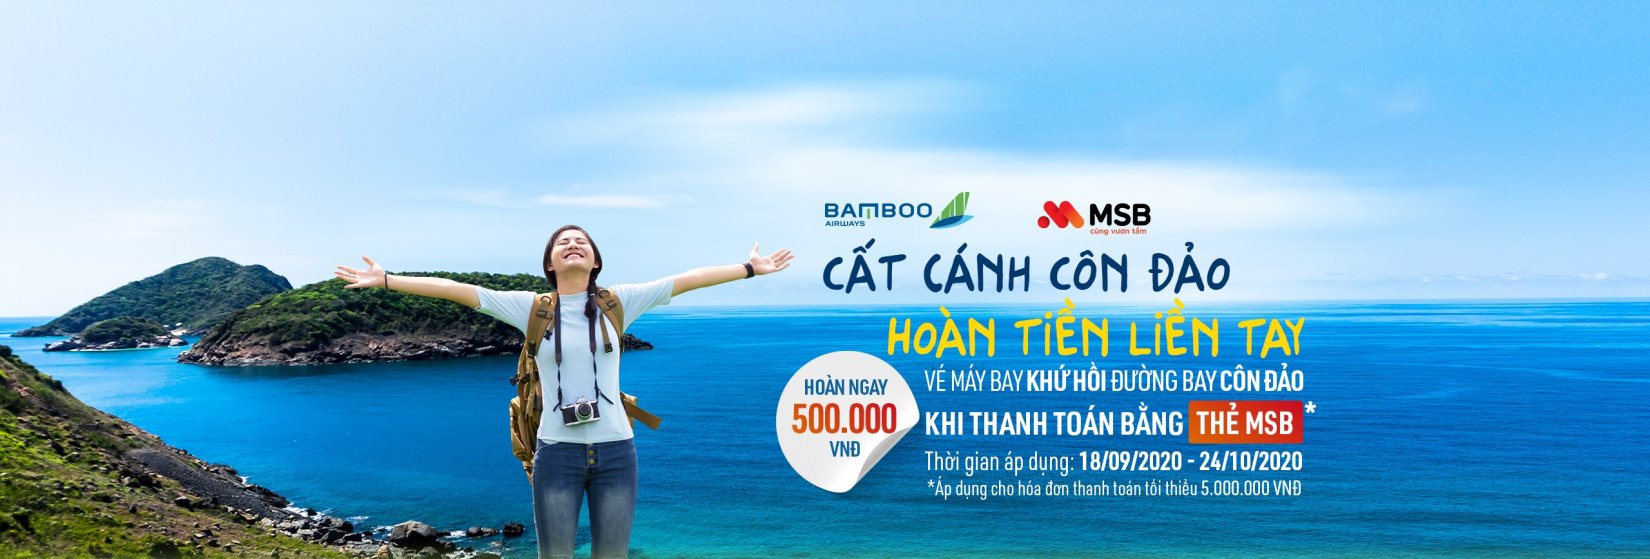 BAMBOO
AIRWAYS
MSB
cùng vươn tầm
CẤT CÁNH CÔN ĐẢO
HOÀN TIỀN LIỀN TAY
HOÀN NGAY
500.000
VNĐ
VÉ MÁY BAY KHỨ HỒI ĐƯỜNG BAY CÔN ĐẢO
KHI THANH TOÁN BẰNG THẺ MSB*
Thời gian áp dụng: 18/09/2020 - 24/10/2020
*Áp dụng cho hóa đơn thanh toán tối thiểu 5.000.000 VNĐ